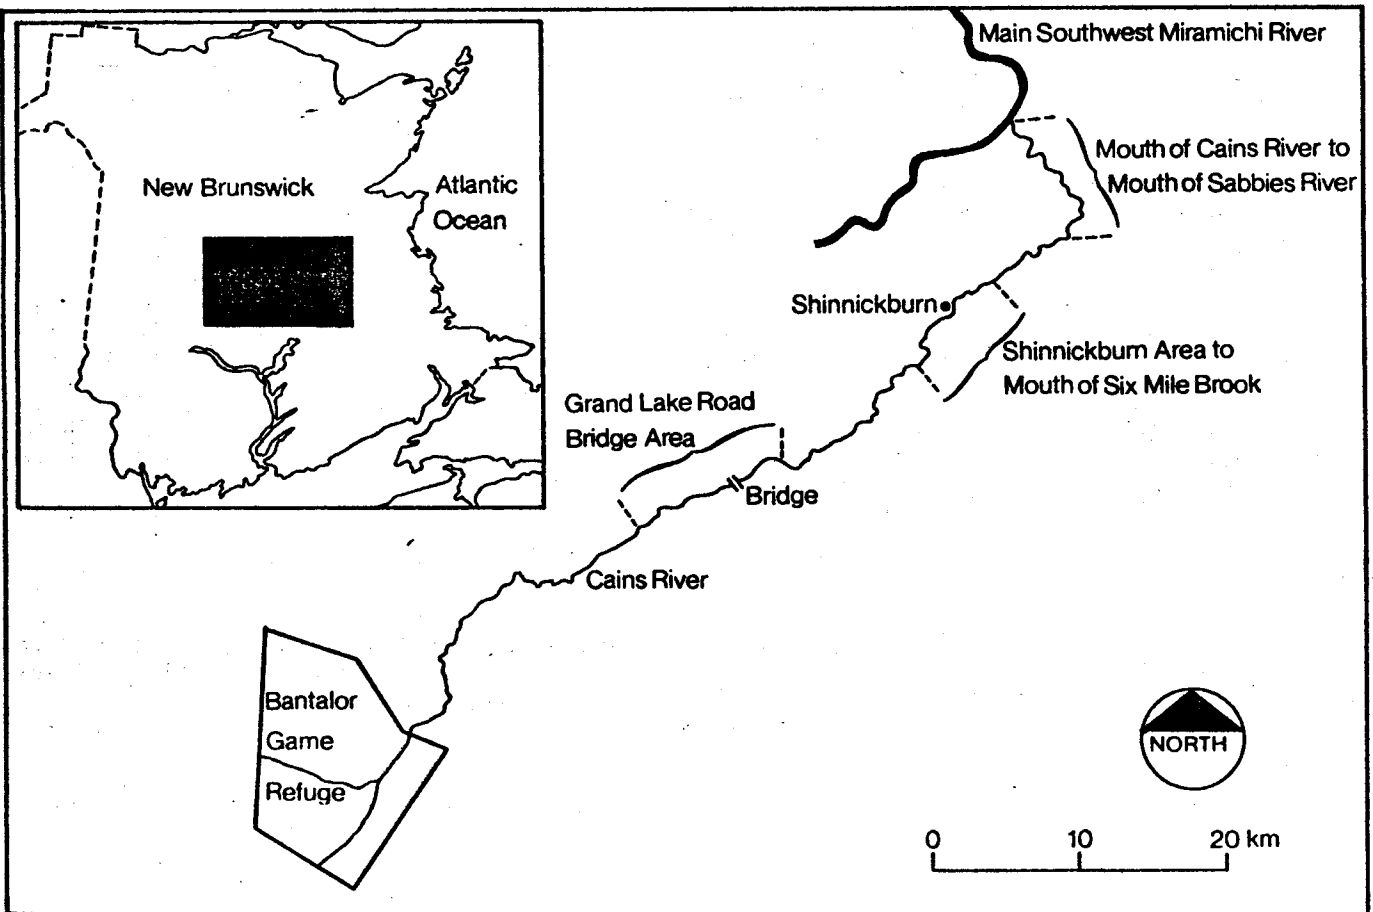 Main Southwest Miramichi River
Mouth of Cains River to
Mouth of Sabbies River
New Brunswick
Atlantic
Ocean
Shinnickburn
Shinnickburn Area to
Mouth of Six Mile Brook
Grand Lake Road
Bridge Area
Bridge
Cains River
Bantalor
Game
Refuge
NORTH
0 10 20 km